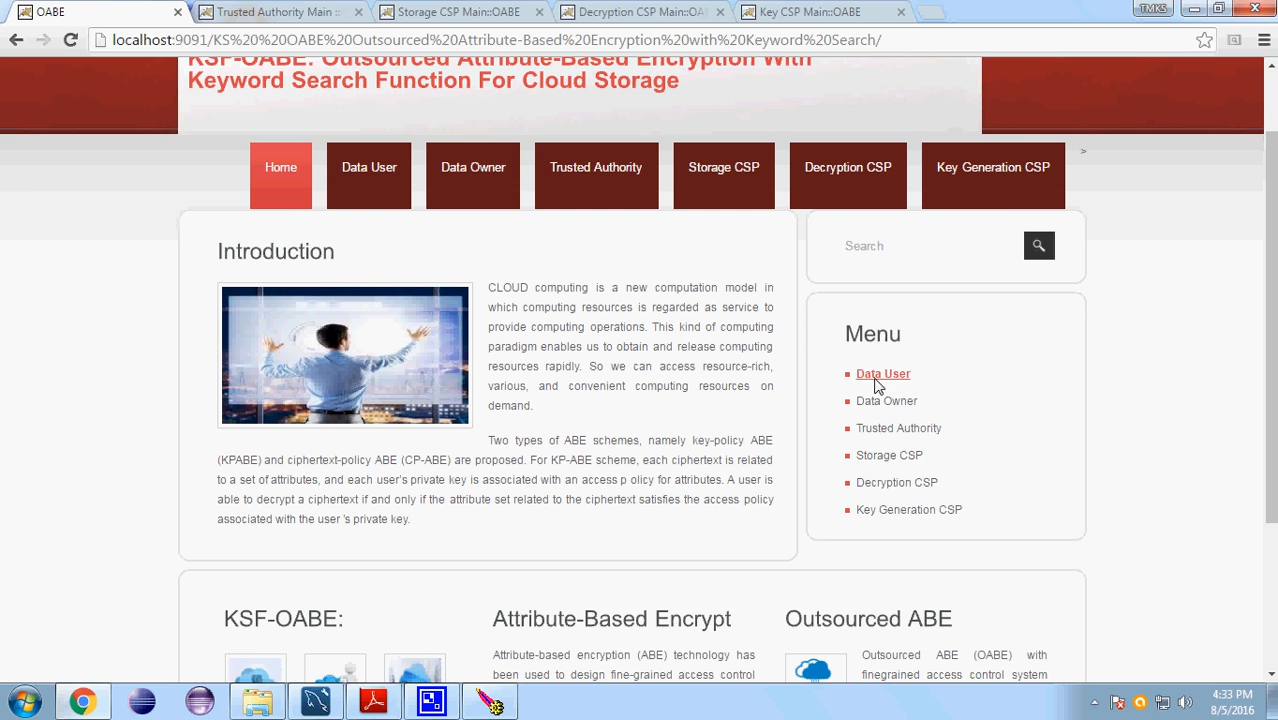 OABE
Trusted Authority Main ::
Storage CSP Main::OABE
Decryption CSP Main::OA
Key CSP Main::OABE
TMKS
localhost:9091/KS%20%20OABE%20Outsourced%20Attribute-Based%20Encryption%20with%20Keyword%20Search/
KSF-OABE: Outsourced Attribute-Based Encryption With
Keyword Search Function For Cloud Storage
Home
Data User
Data Owner
Trusted Authority
Storage CSP
Decryption CSP
Key Generation CSP
>
Introduction
CLOUD computing is a new computation model in
which computing resources is regarded as service to
provide computing operations. This kind of computing
paradigm enables us to obtain and release computing
resources rapidly. So we can access resource-rich,
various, and convenient computing resources on
demand.
Two types of ABE schemes, namely key-policy ABE
(KPABE) and ciphertext-policy ABE (CP-ABE) are proposed. For KP-ABE scheme, each ciphertext is related
to a set of attributes, and each user's private key is associated with an access p olicy for attributes. A user is
able to decrypt a ciphertext if and only if the attribute set related to the ciphertext satisfies the access policy
associated with the user 's private key.
Search
Menu
Data User
Data Owner
Trusted Authority
Storage CSP
Decryption CSP
Key Generation CSP
KSF-OABE:
Attribute-Based Encrypt
Attribute-based encryption (ABE) technology has
been used to design fine-grained access control
Outsourced ABE
Outsourced ABE (OABE) with
finegrained access control system
4:33 PM
8/5/2016